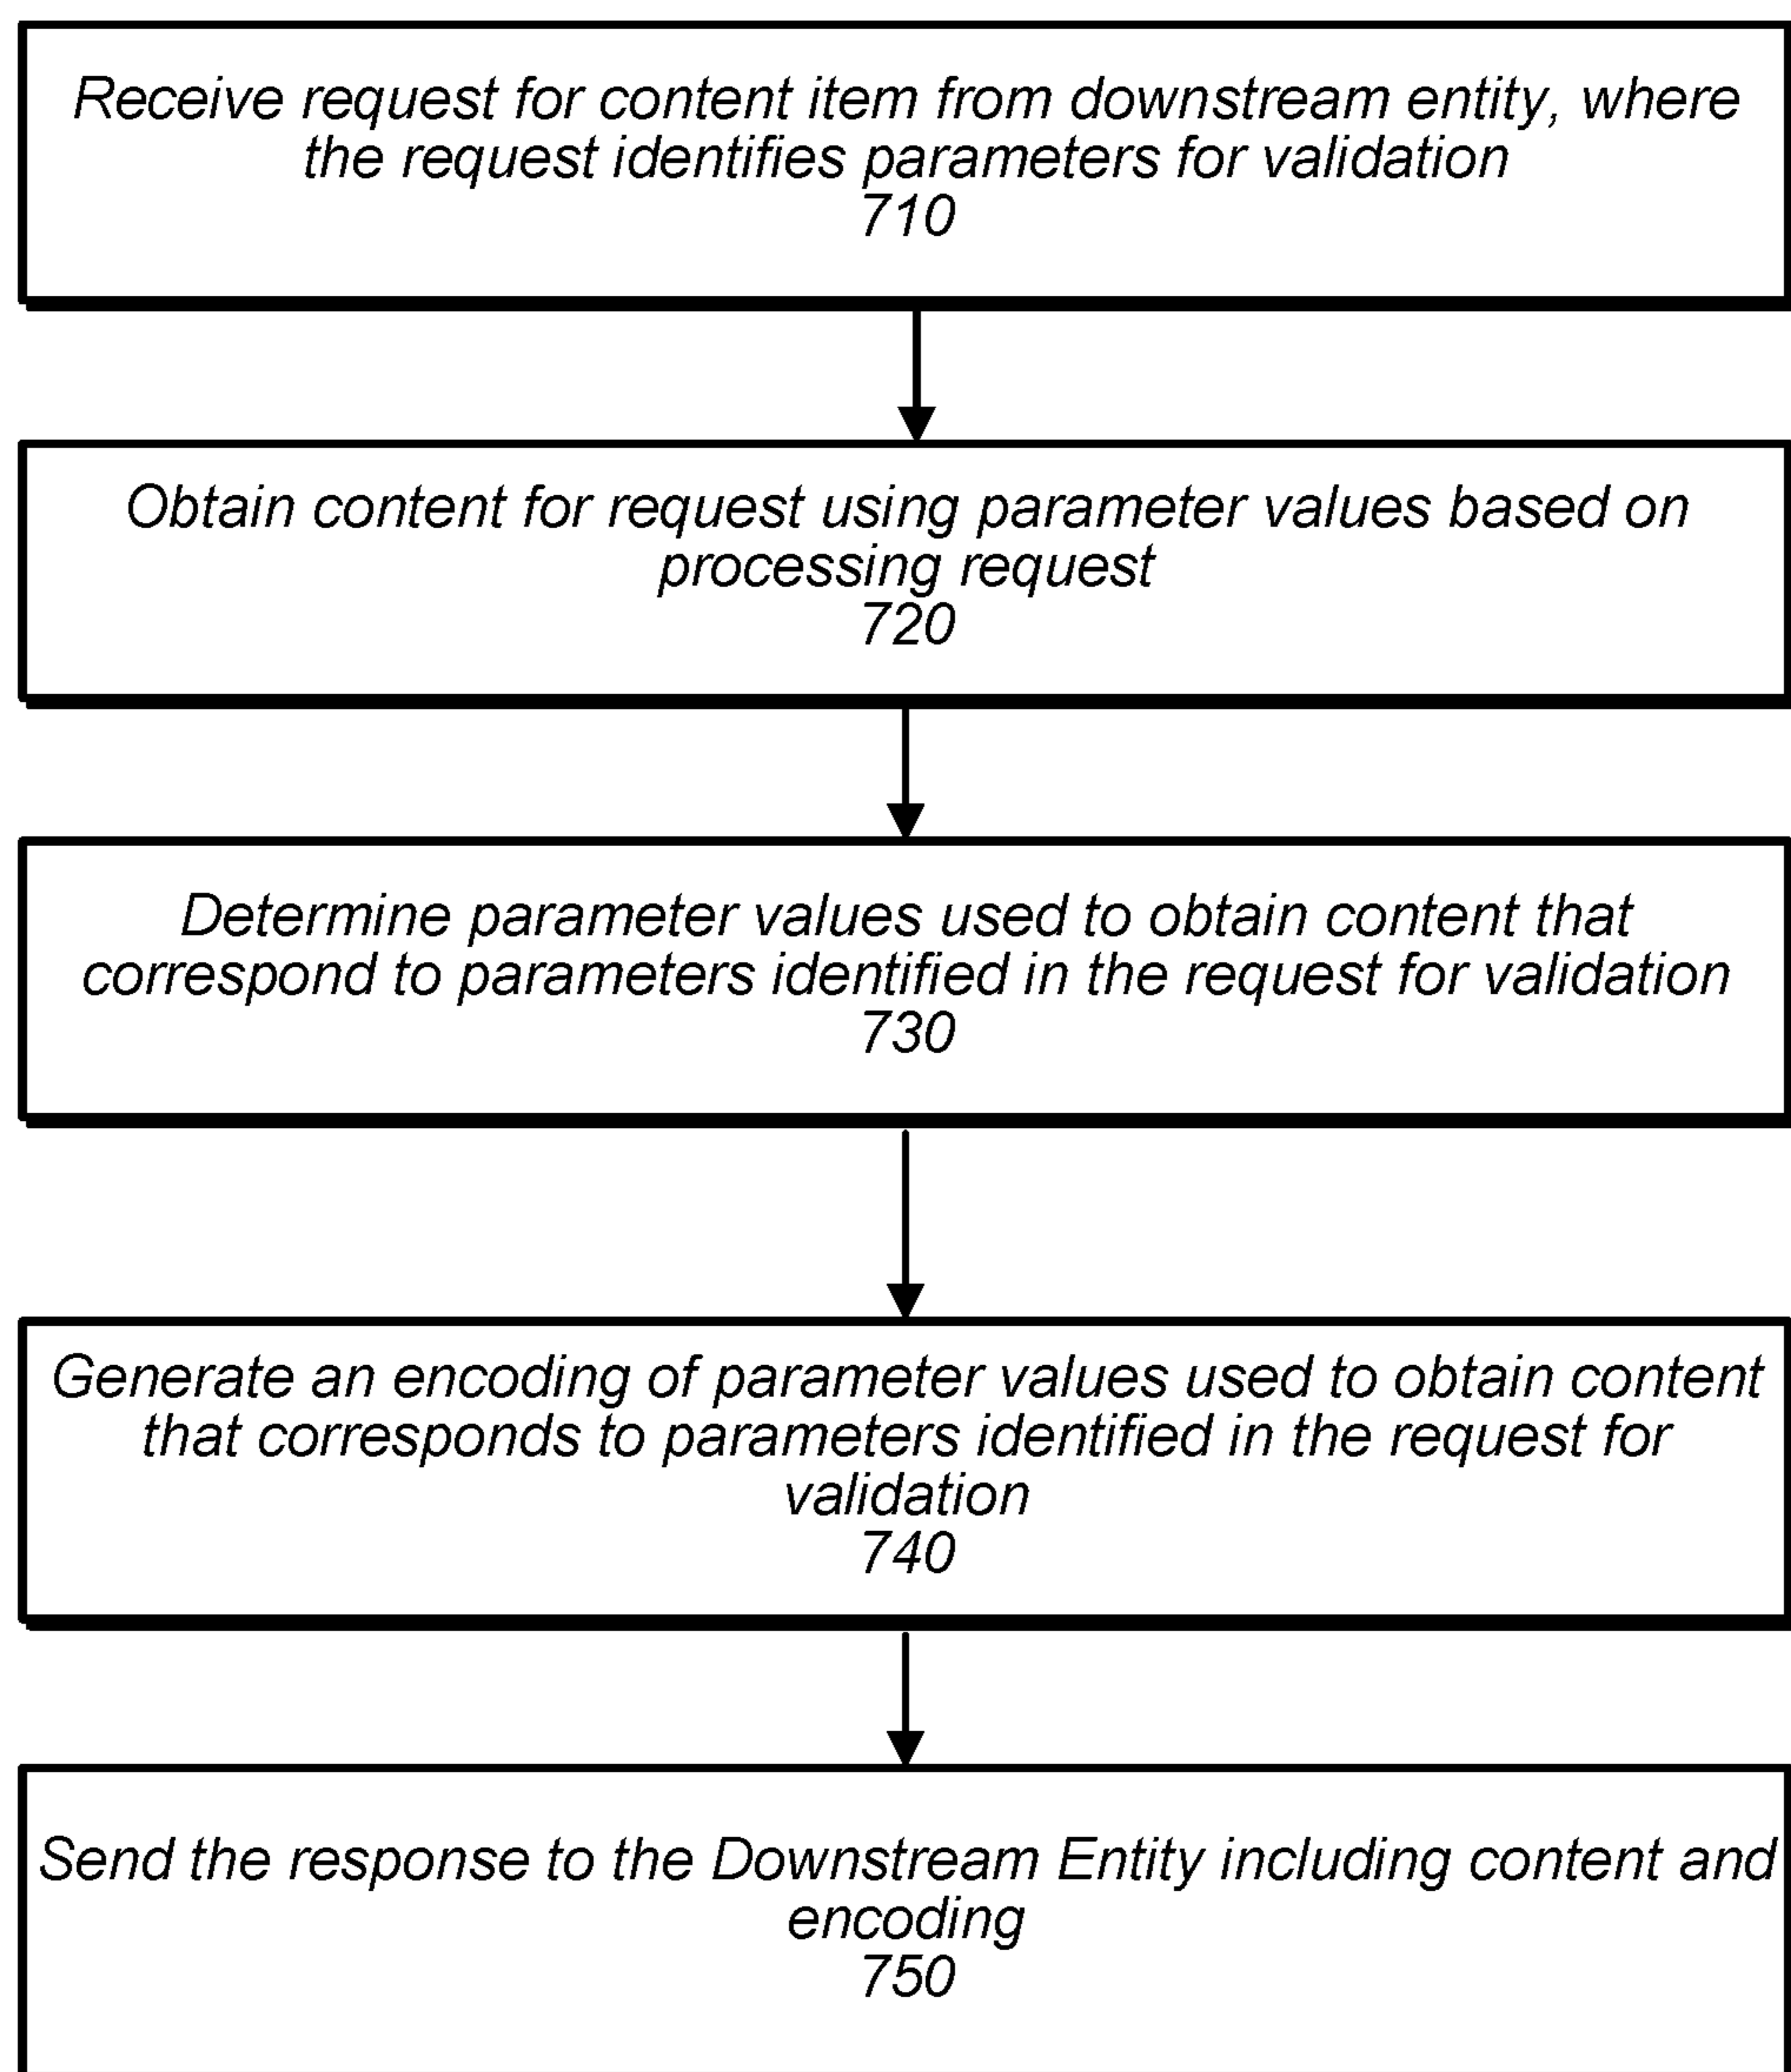 Receive request for content item from downstream entity, where
the request identifies parameters for validation
710
Obtain content for request using parameter values based on
processing request
720
Determine parameter values used to obtain content that
correspond to parameters identified in the request for validation
730
Generate an encoding of parameter values used to obtain content
that corresponds to parameters identified in the request for
validation
740
Send the response to the Downstream Entity including content and
encoding
750